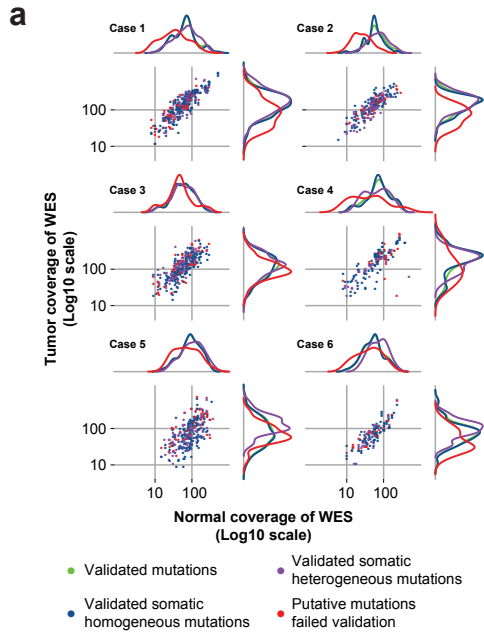 a
Case 1
Case 2
100
10
Case 3
Case 4
100
10
Case 5
Case 6
100
10
10
100
10
100
Tumor coverage of WES
(Log10 scale)
Normal coverage of WES
(Log10 scale)
Validated mutations
Validated somatic
heterogeneous mutations
Validated somatic
homogeneous mutations
Putative mutations
failed validation